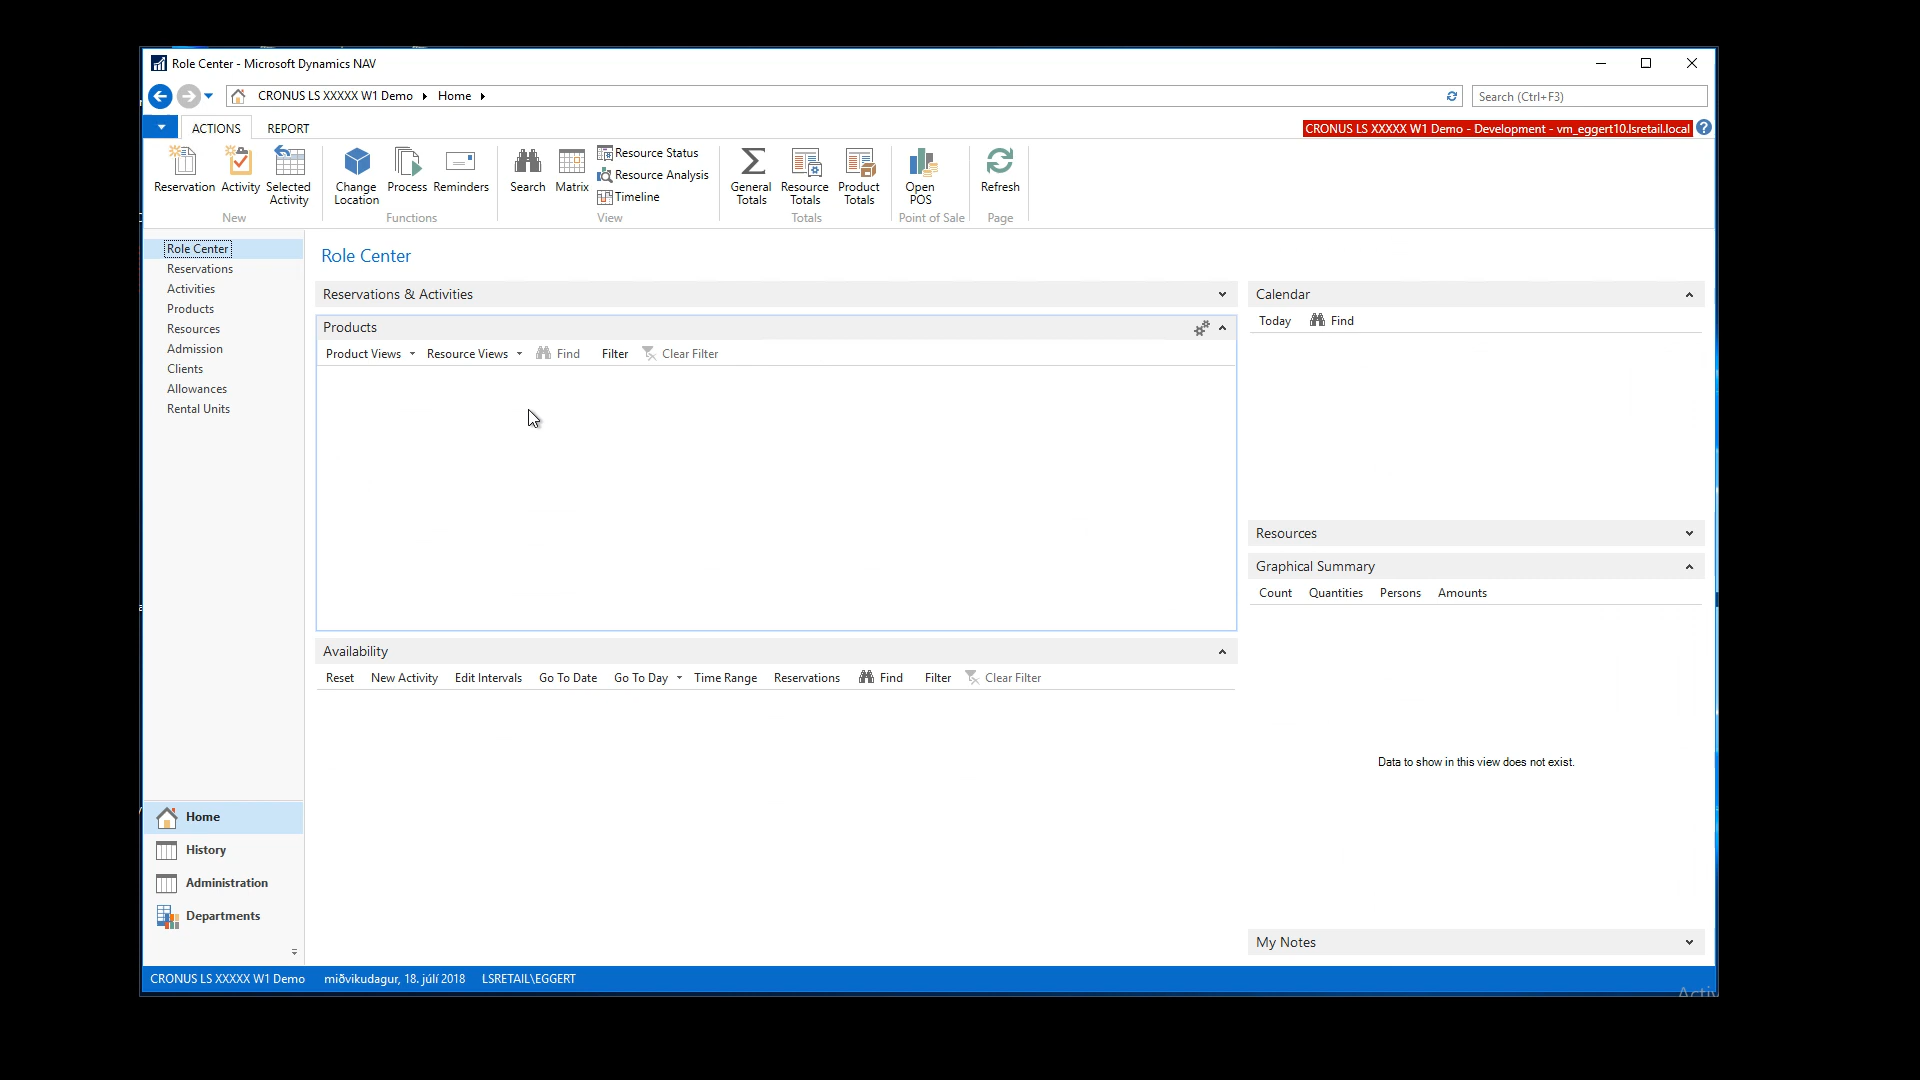 Role Center - Microsoft Dynamics NAV
CRONUS LS XXXXX W1 Demo Home
Search (Ctrl+F3)
ACTIONS REPORT
CRONUS LS XXXXX W1 Demo - Development - vm_eggert10.lsretail.local
Reservation Activity Selected Activity
New
Change Location Process Reminders
Functions
Search Matrix
Resource Status
Resource Analysis
Timeline
View
General Totals Resource Totals Product Totals
Totals
Open POS
Point of Sale
Refresh
Page
Role Center
Reservations
Activities
Products
Resources
Admission
Clients
Allowances
Rental Units
Home
History
Administration
Departments
Role Center
Reservations & Activities
Products
Product Views Resource Views Find Filter Clear Filter
Availability
Reset New Activity Edit Intervals Go To Date Go To Day Time Range Reservations Find Filter Clear Filter
Calendar
Today Find
Resources
Graphical Summary
Count Quantities Persons Amounts
Data to show in this view does not exist.
My Notes
CRONUS LS XXXXX W1 Demo miðvikudagur, 18. júlí 2018 LSRETAIL\EGGERT